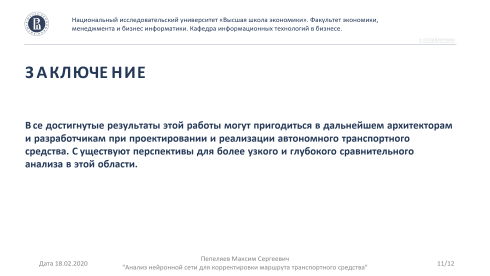 Национальный исследовательский университет «Высшая школа экономики». Факультет экономики,
менеджмента и бизнес информатики. Кафедра информационных технологий в бизнесе.
ЗАКЛЮЧЕНИЕ
Все достигнутые результаты этой работы могут пригодиться в дальнейшем архитекторам
и разработчикам при проектировании и реализации автономного транспортного
средства. Существуют перспективы для более узкого и глубокого сравнительного
анализа в этой области.
Пепеляев Максим Сергеевич
Дата 18.02.2020
"Анализ нейронной сети для корректировки маршрута транспортного средства"
11/12